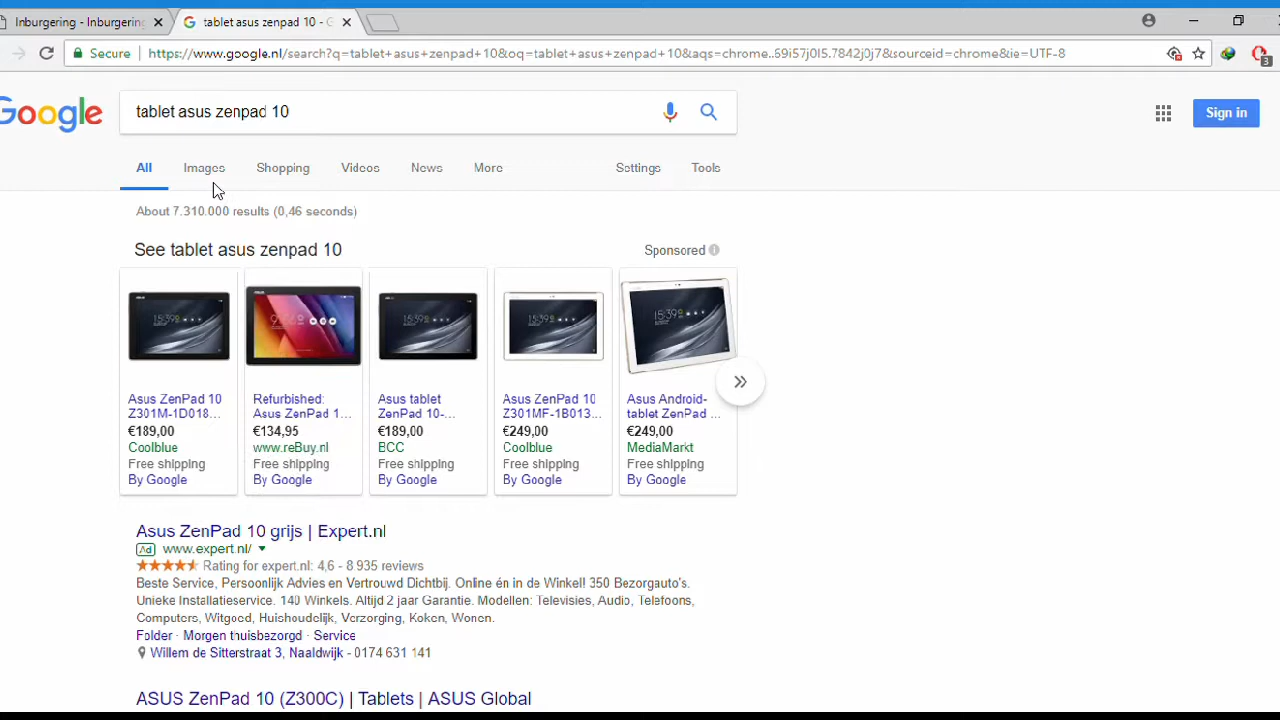 Inburgering - Inburgering
tablet asus zenpad 10 - G
Secure
https://www.google.nl/search?q=tablet+asus+zenpad+10&oq=tablet+asus+zenpad+10&aqs=chrome..69i57j0l5.7842j0j7&sourceid=chrome&ie=UTF-8
3
Google
tablet asus zenpad 10
Sign in
All Images Shopping Videos News More Settings Tools
About 7.310.000 results (0,46 seconds)
See tablet asus zenpad 10
Sponsored
Asus ZenPad 10
Z301M-1D018...
€189,00
Coolblue
Free shipping
By Google
Refurbished:
Asus ZenPad 1...
€134,95
www.reBuy.nl
Free shipping
By Google
Asus tablet
ZenPad 10-...
€189,00
BCC
Free shipping
By Google
Asus ZenPad 10
Z301MF-1B013...
€249,00
Coolblue
Free shipping
By Google
Asus Android-
tablet ZenPad ...
€249,00
MediaMarkt
Free shipping
By Google
Asus ZenPad 10 grijs | Expert.nl
Ad www.expert.nl/
Rating for expert.nl: 4,6 - 8 935 reviews
Beste Service, Persoonlijk Advies en Vertrouwd Dichtbij. Online én in de Winkel! 350 Bezorgauto's.
Unieke Installatieservice. 140 Winkels. Altijd 2 jaar Garantie. Modellen: Televisies, Audio, Telefoons,
Computers, Witgoed, Huishoudelijk, Verzorging, Koken, Wonen.
Folder · Morgen thuisbezorgd · Service
Willem de Sitterstraat 3, Naaldwijk - 0174 631 141
ASUS ZenPad 10 (Z300C) | Tablets | ASUS Global